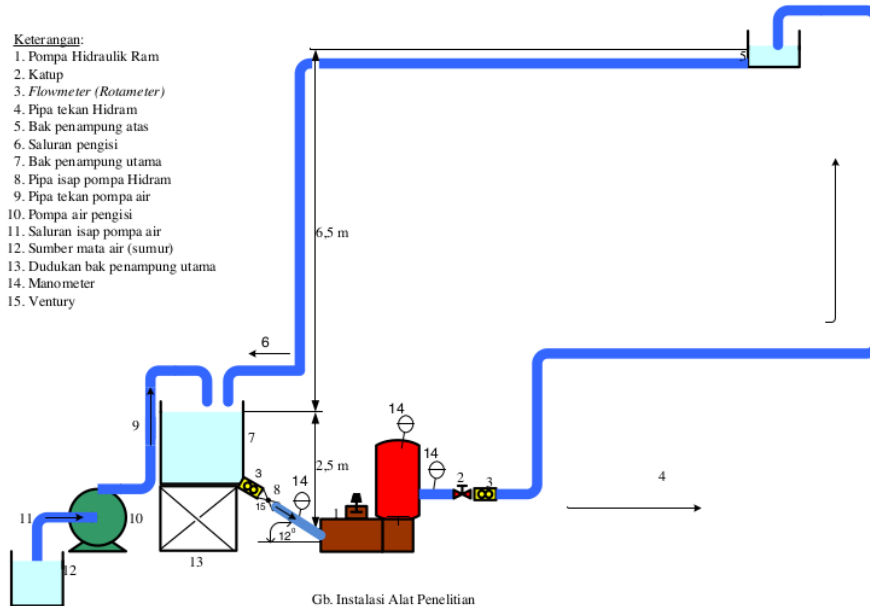 Keterangan:
1. Pompa Hidraulik Ram
2. Katup
3. Flowmeter (Rotameter)
4. Pipa tekan Hidram
5. Bak penampung atas
6. Saluran pengisi
7. Bak penampung utama
8. Pipa isap pompa Hidram
9. Pipa tekan pompa air
10. Pompa air pengisi
11. Saluran isap pompa air
12. Sumber mata air (sumur)
13. Dudukan bak penampung utama
14. Manometer
15. Ventury
5
6,5 m
6
9
7
2,5 m
14
14
3
8
14
15
2
3
4
1
11
10
12°
12
13
Gb. Instalasi Alat Penelitian